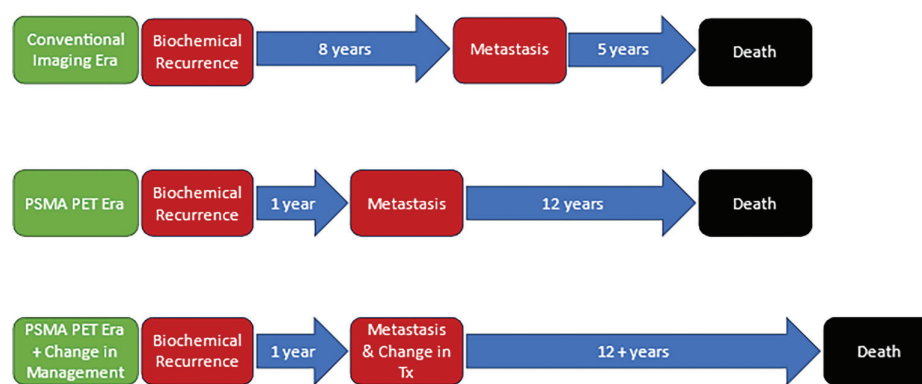 Conventional
Imaging Era
Biochemical
Recurrence
8 years
Metastasis
5 years
Death
PSMA PET Era
Biochemical
Recurrence
1 year
Metastasis
12 years
Death
PSMA PET Era
+ Change in
Management
Biochemical
Recurrence
1 year
Metastasis
& Change in
Tx
12 + years
Death